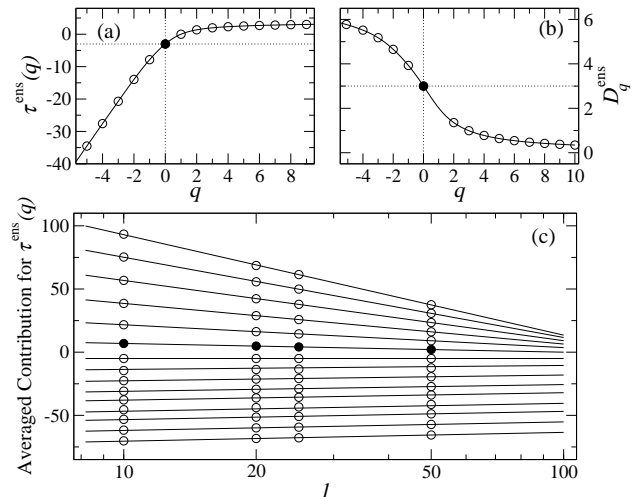 (a)
τ^ens(q)
0
-10
-20
-30
-40
-4 -2 0 2 4 6 8
q
(b)
D_q^ens
6
4
2
0
-4 -2 0 2 4 6 8 10
q
(c)
Averaged Contribution for τ^ens(q)
100
50
0
-50
10 20 50 100
l